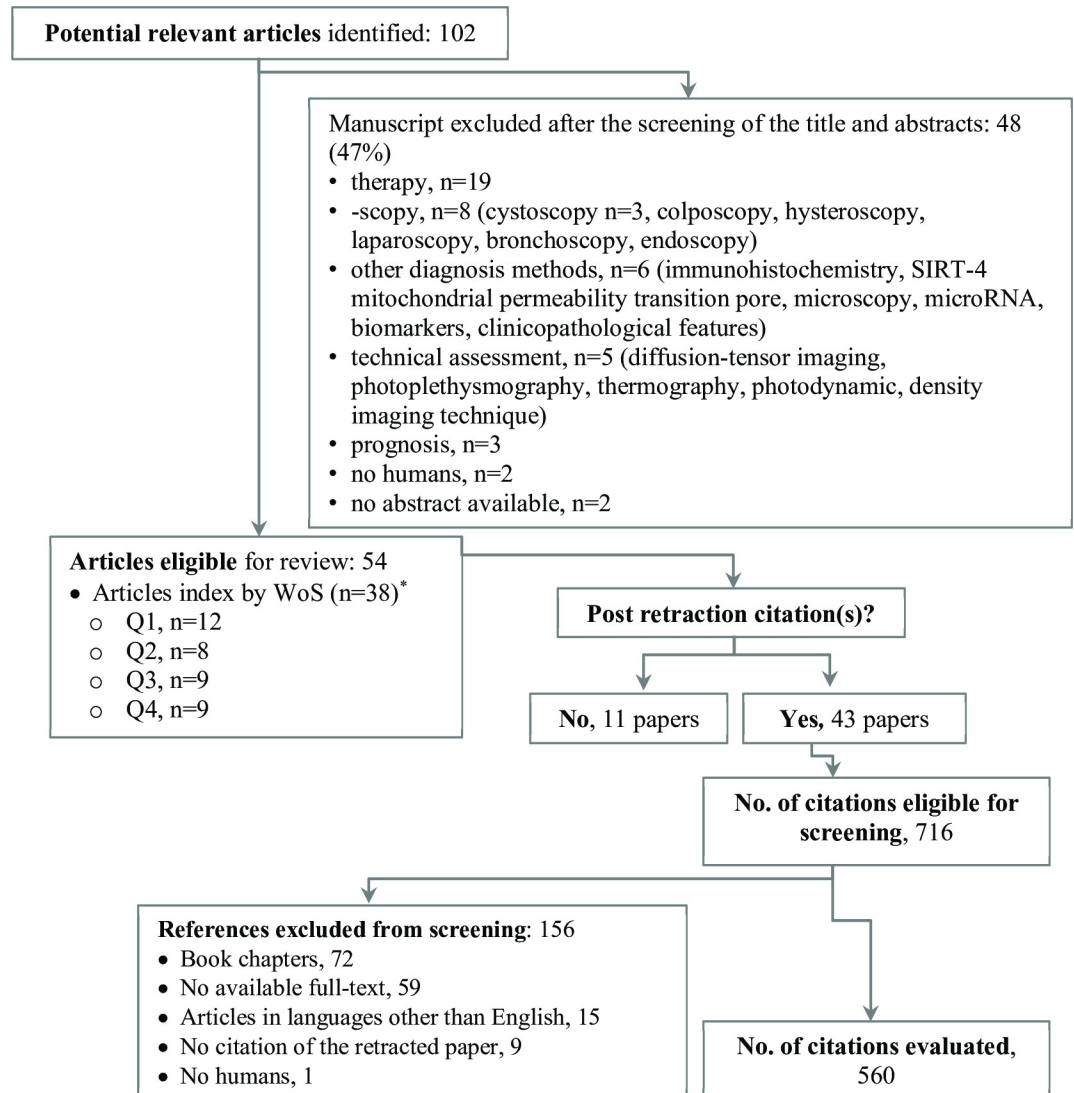 Potential relevant articles identified: 102
Manuscript excluded after the screening of the title and abstracts: 48
(47%)
• therapy, n=19
• -scopy, n=8 (cystoscopy n=3, colposcopy, hysteroscopy,
laparoscopy, bronchoscopy, endoscopy)
• other diagnosis methods, n=6 (immunohistochemistry, SIRT-4
mitochondrial permeability transition pore, microscopy, microRNA,
biomarkers, clinicopathological features)
• technical assessment, n=5 (diffusion-tensor imaging,
photoplethysmography, thermography, photodynamic, density
imaging technique)
• prognosis, n=3
• no humans, n=2
• no abstract available, n=2
Articles eligible for review: 54
• Articles index by WoS (n=38)*
o Q1, n=12
o Q2, n=8
o Q3, n=9
o Q4, n=9
Post retraction citation(s)?
No, 11 papers
Yes, 43 papers
No. of citations eligible for
screening, 716
References excluded from screening: 156
• Book chapters, 72
• No available full-text, 59
• Articles in languages other than English, 15
• No citation of the retracted paper, 9
• No humans, 1
No. of citations evaluated,
560